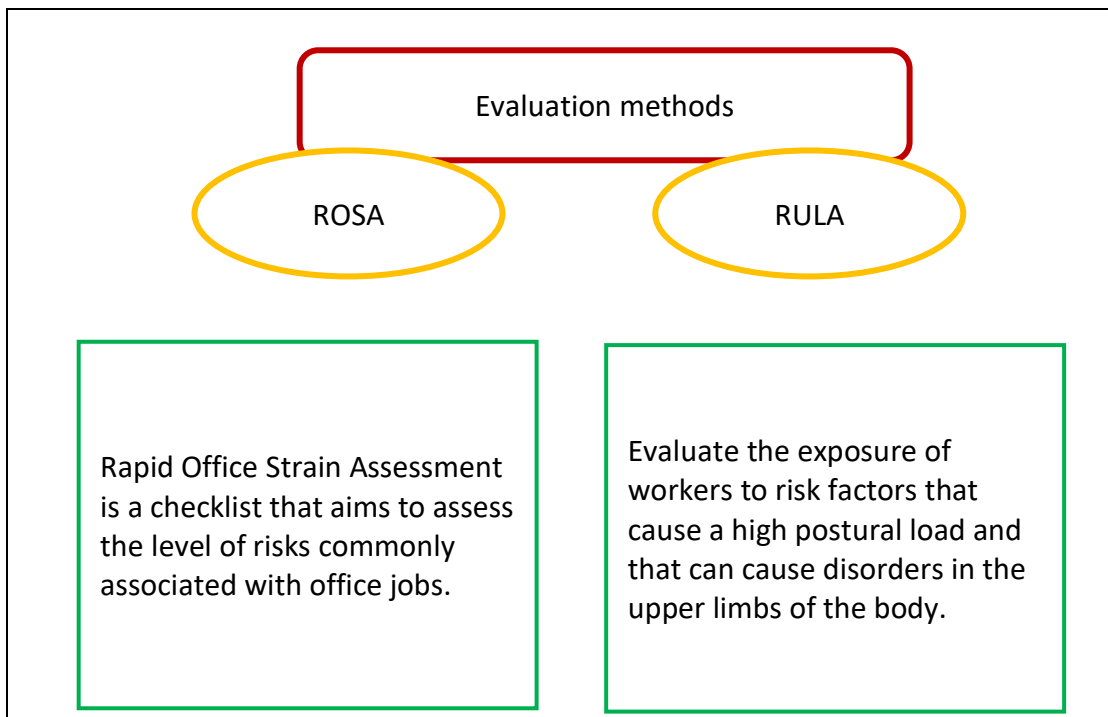 Evaluation methods
ROSA
RULA
Rapid Office Strain Assessment
is a checklist that aims to assess
the level of risks commonly
associated with office jobs.
Evaluate the exposure of
workers to risk factors that
cause a high postural load and
that can cause disorders in the
upper limbs of the body.